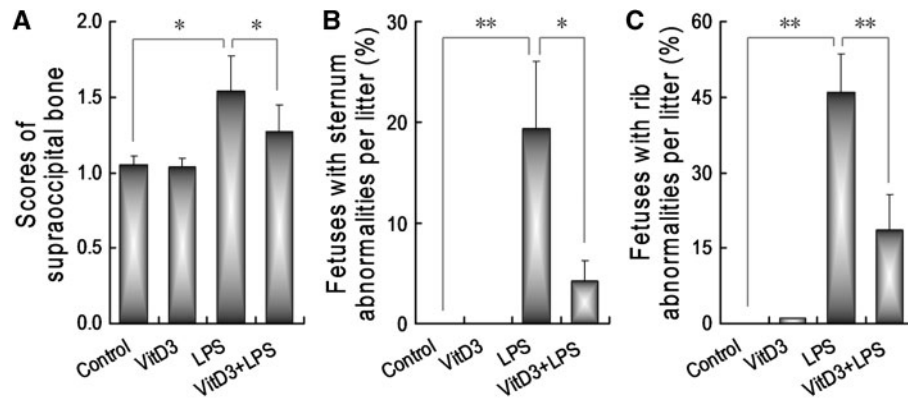 A
Scores of
supraoccipital bone
2.0
1.5
1.0
0.5
0.0
* *
Control
VitD3
LPS
VitD3+LPS
B
Fetuses with sternum
abnormalities per litter (%)
30
20
10
0
** *
Control
VitD3
LPS
VitD3+LPS
C
Fetuses with rib
abnormalities per litter (%)
60
45
30
15
0
** **
Control
VitD3
LPS
VitD3+LPS